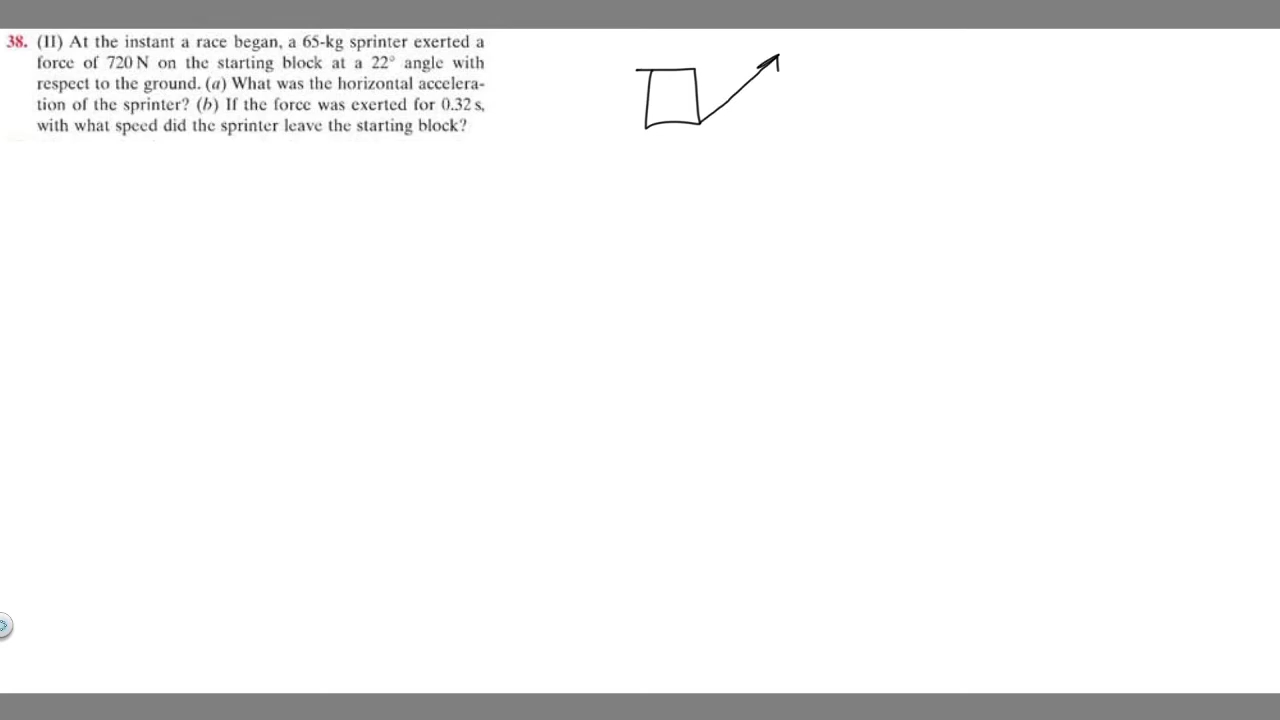 38. (II) At the instant a race began, a 65-kg sprinter exerted a
force of 720 N on the starting block at a 22° angle with
respect to the ground. (a) What was the horizontal accelera-
tion of the sprinter? (b) If the force was exerted for 0.32 s,
with what speed did the sprinter leave the starting block?